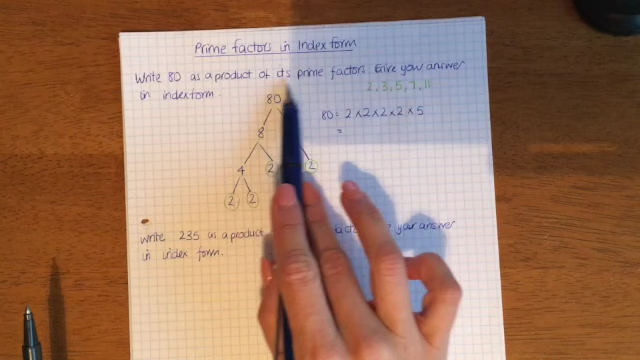 Prime factors in Index form
Write 80 as a product of its prime factors. Give your answer
in index form.
2, 3, 5, 7, 11
80
80 = 2 × 2 × 2 × 2 × 5
=
8
4 2 2
2 2
Write 235 as a product your answer
in index form.